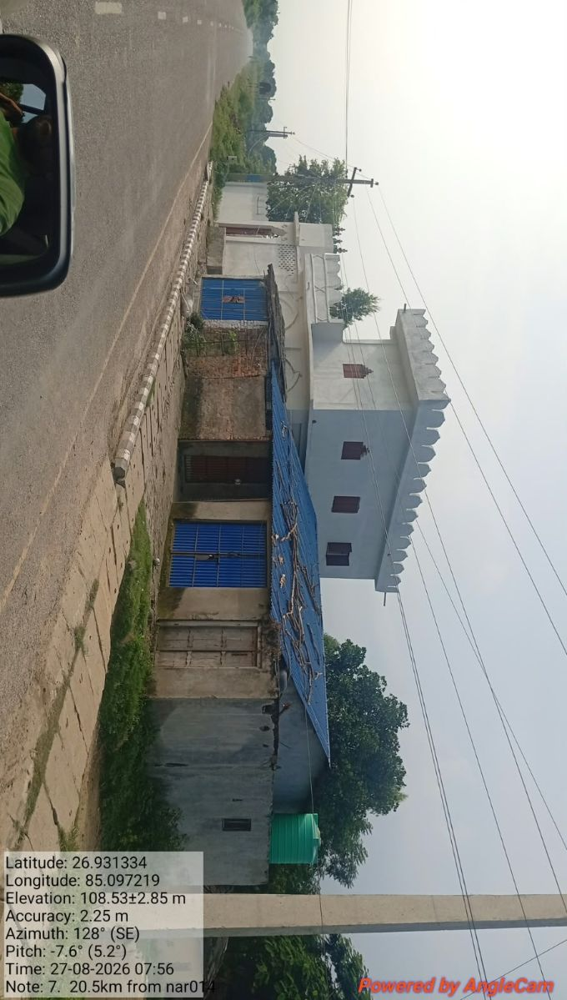 Latitude: 26.931334
Longitude: 85.097219
Elevation: 108.53±2.85 m
Accuracy: 2.25 m
Azimuth: 128° (SE)
Pitch: -7.6° (5.2°)
Time: 27-08-2026 07:56
Note: 7. 20.5km from nar014
Powered by AngleCam